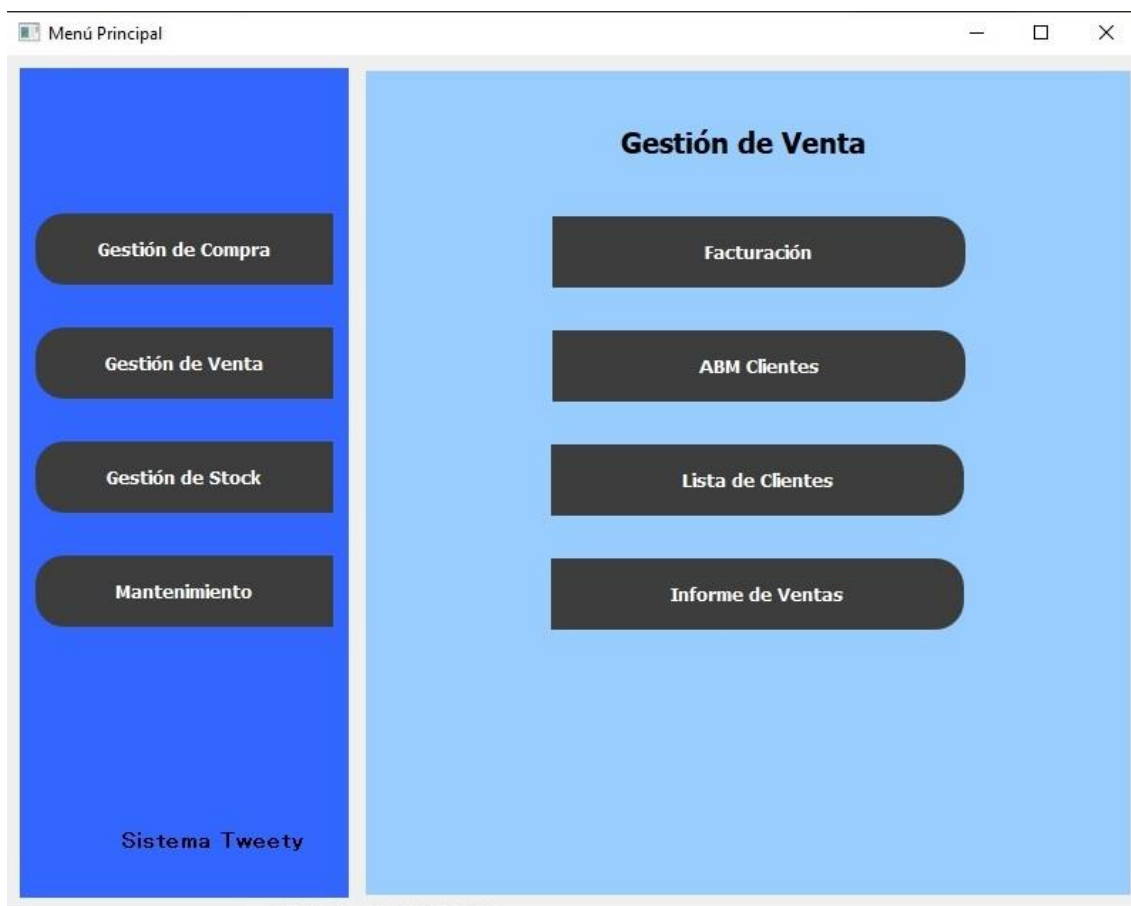 Menú Principal
Gestión de Compra
Gestión de Venta
Gestión de Stock
Mantenimiento
Sistema Tweety
Gestión de Venta
Facturación
ABM Clientes
Lista de Clientes
Informe de Ventas